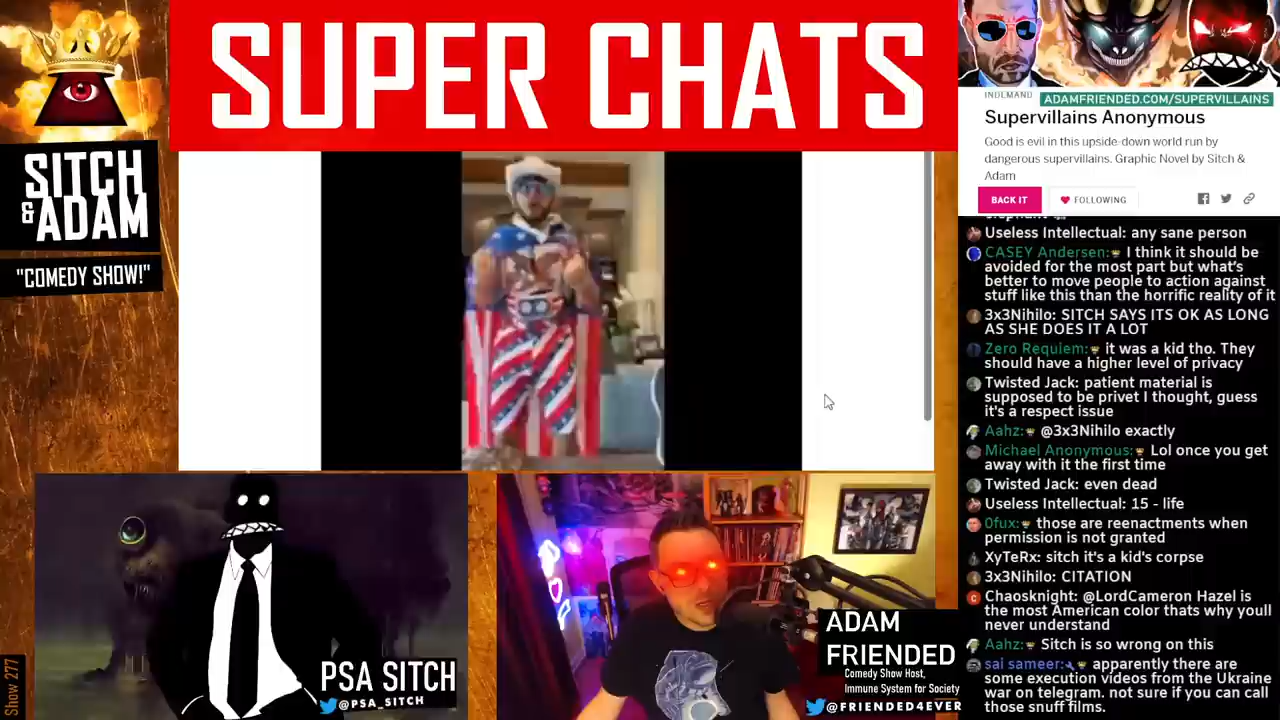 SUPER CHATS
SITCH
& ADAM
"COMEDY SHOW!"
INDEMAND
ADAMFRIENDED.COM/SUPERVILLAINS
Supervillains Anonymous
Good is evil in this upside-down world run by
dangerous supervillains. Graphic Novel by Sitch &
Adam
BACK IT
FOLLOWING
Useless Intellectual: any sane person
CASEY Andersen: I think it should be
avoided for the most part but what's
better to move people to action against
stuff like this than the horrific reality of it
3x3Nihilo: SITCH SAYS ITS OK AS LONG
AS SHE DOES IT A LOT
Zero Requiem: it was a kid tho. They
should have a higher level of privacy
Twisted Jack: patient material is
supposed to be privet I thought, guess
it's a respect issue
Aahz: @3x3Nihilo exactly
Michael Anonymous: Lol once you get
away with it the first time
Twisted Jack: even dead
Useless Intellectual: 15 - life
0fux: those are reenactments when
permission is not granted
XyTeRx: sitch it's a kid's corpse
3x3Nihilo: CITATION
C Chaosknight: @LordCameron Hazel is
the most American color thats why youll
never understand
Aahz: Sitch is so wrong on this
sai sameer: apparently there are
some execution videos from the Ukraine
war on telegram. not sure if you can call
those snuff films.
Show 277
PSA SITCH
@PSA_SITCH
ADAM
FRIENDED
Comedy Show Host,
Immune System for Society
@FRIENDED4EVER